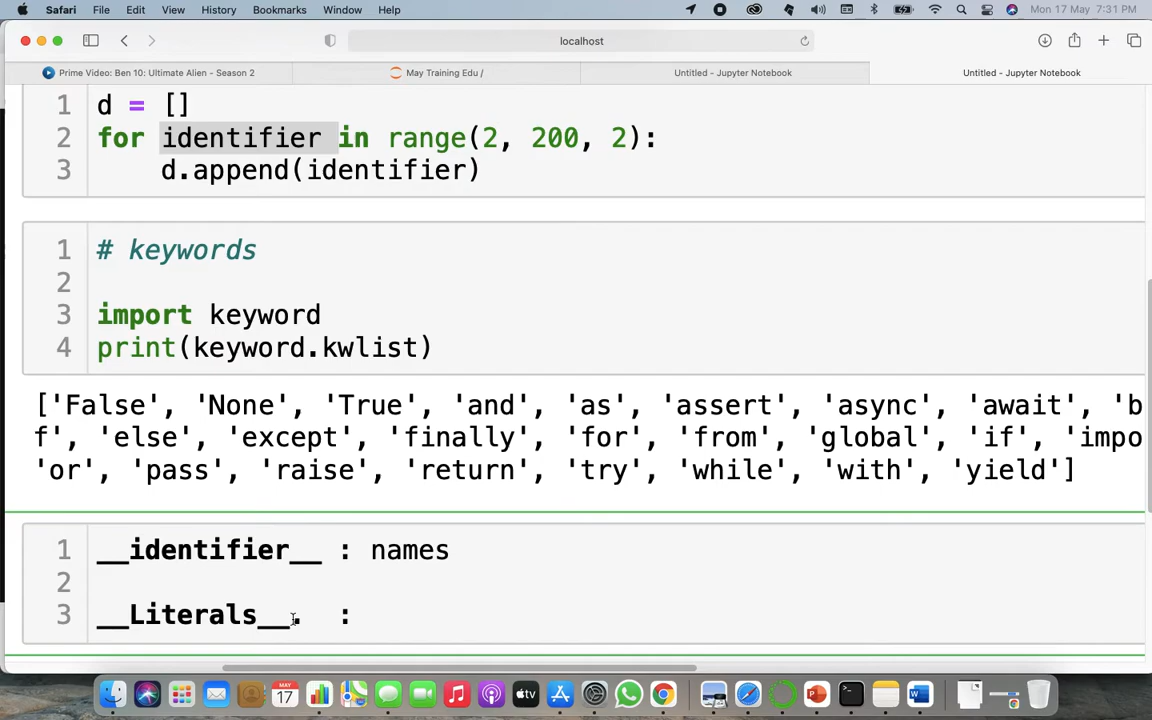 Safari File Edit View History Bookmarks Window Help Mon 17 May 7:31 PM
localhost
Prime Video: Ben 10: Ultimate Alien - Season 2 May Training Edu / Untitled - Jupyter Notebook Untitled - Jupyter Notebook
1 d = []
2 for identifier in range(2, 200, 2):
3 d.append(identifier)
1 # keywords
2
3 import keyword
4 print(keyword.kwlist)
['False', 'None', 'True', 'and', 'as', 'assert', 'async', 'await', 'b
f', 'else', 'except', 'finally', 'for', 'from', 'global', 'if', 'impo
'or', 'pass', 'raise', 'return', 'try', 'while', 'with', 'yield']
1 __identifier__ : names
2
3 __Literals__. :
MAY
17
tv